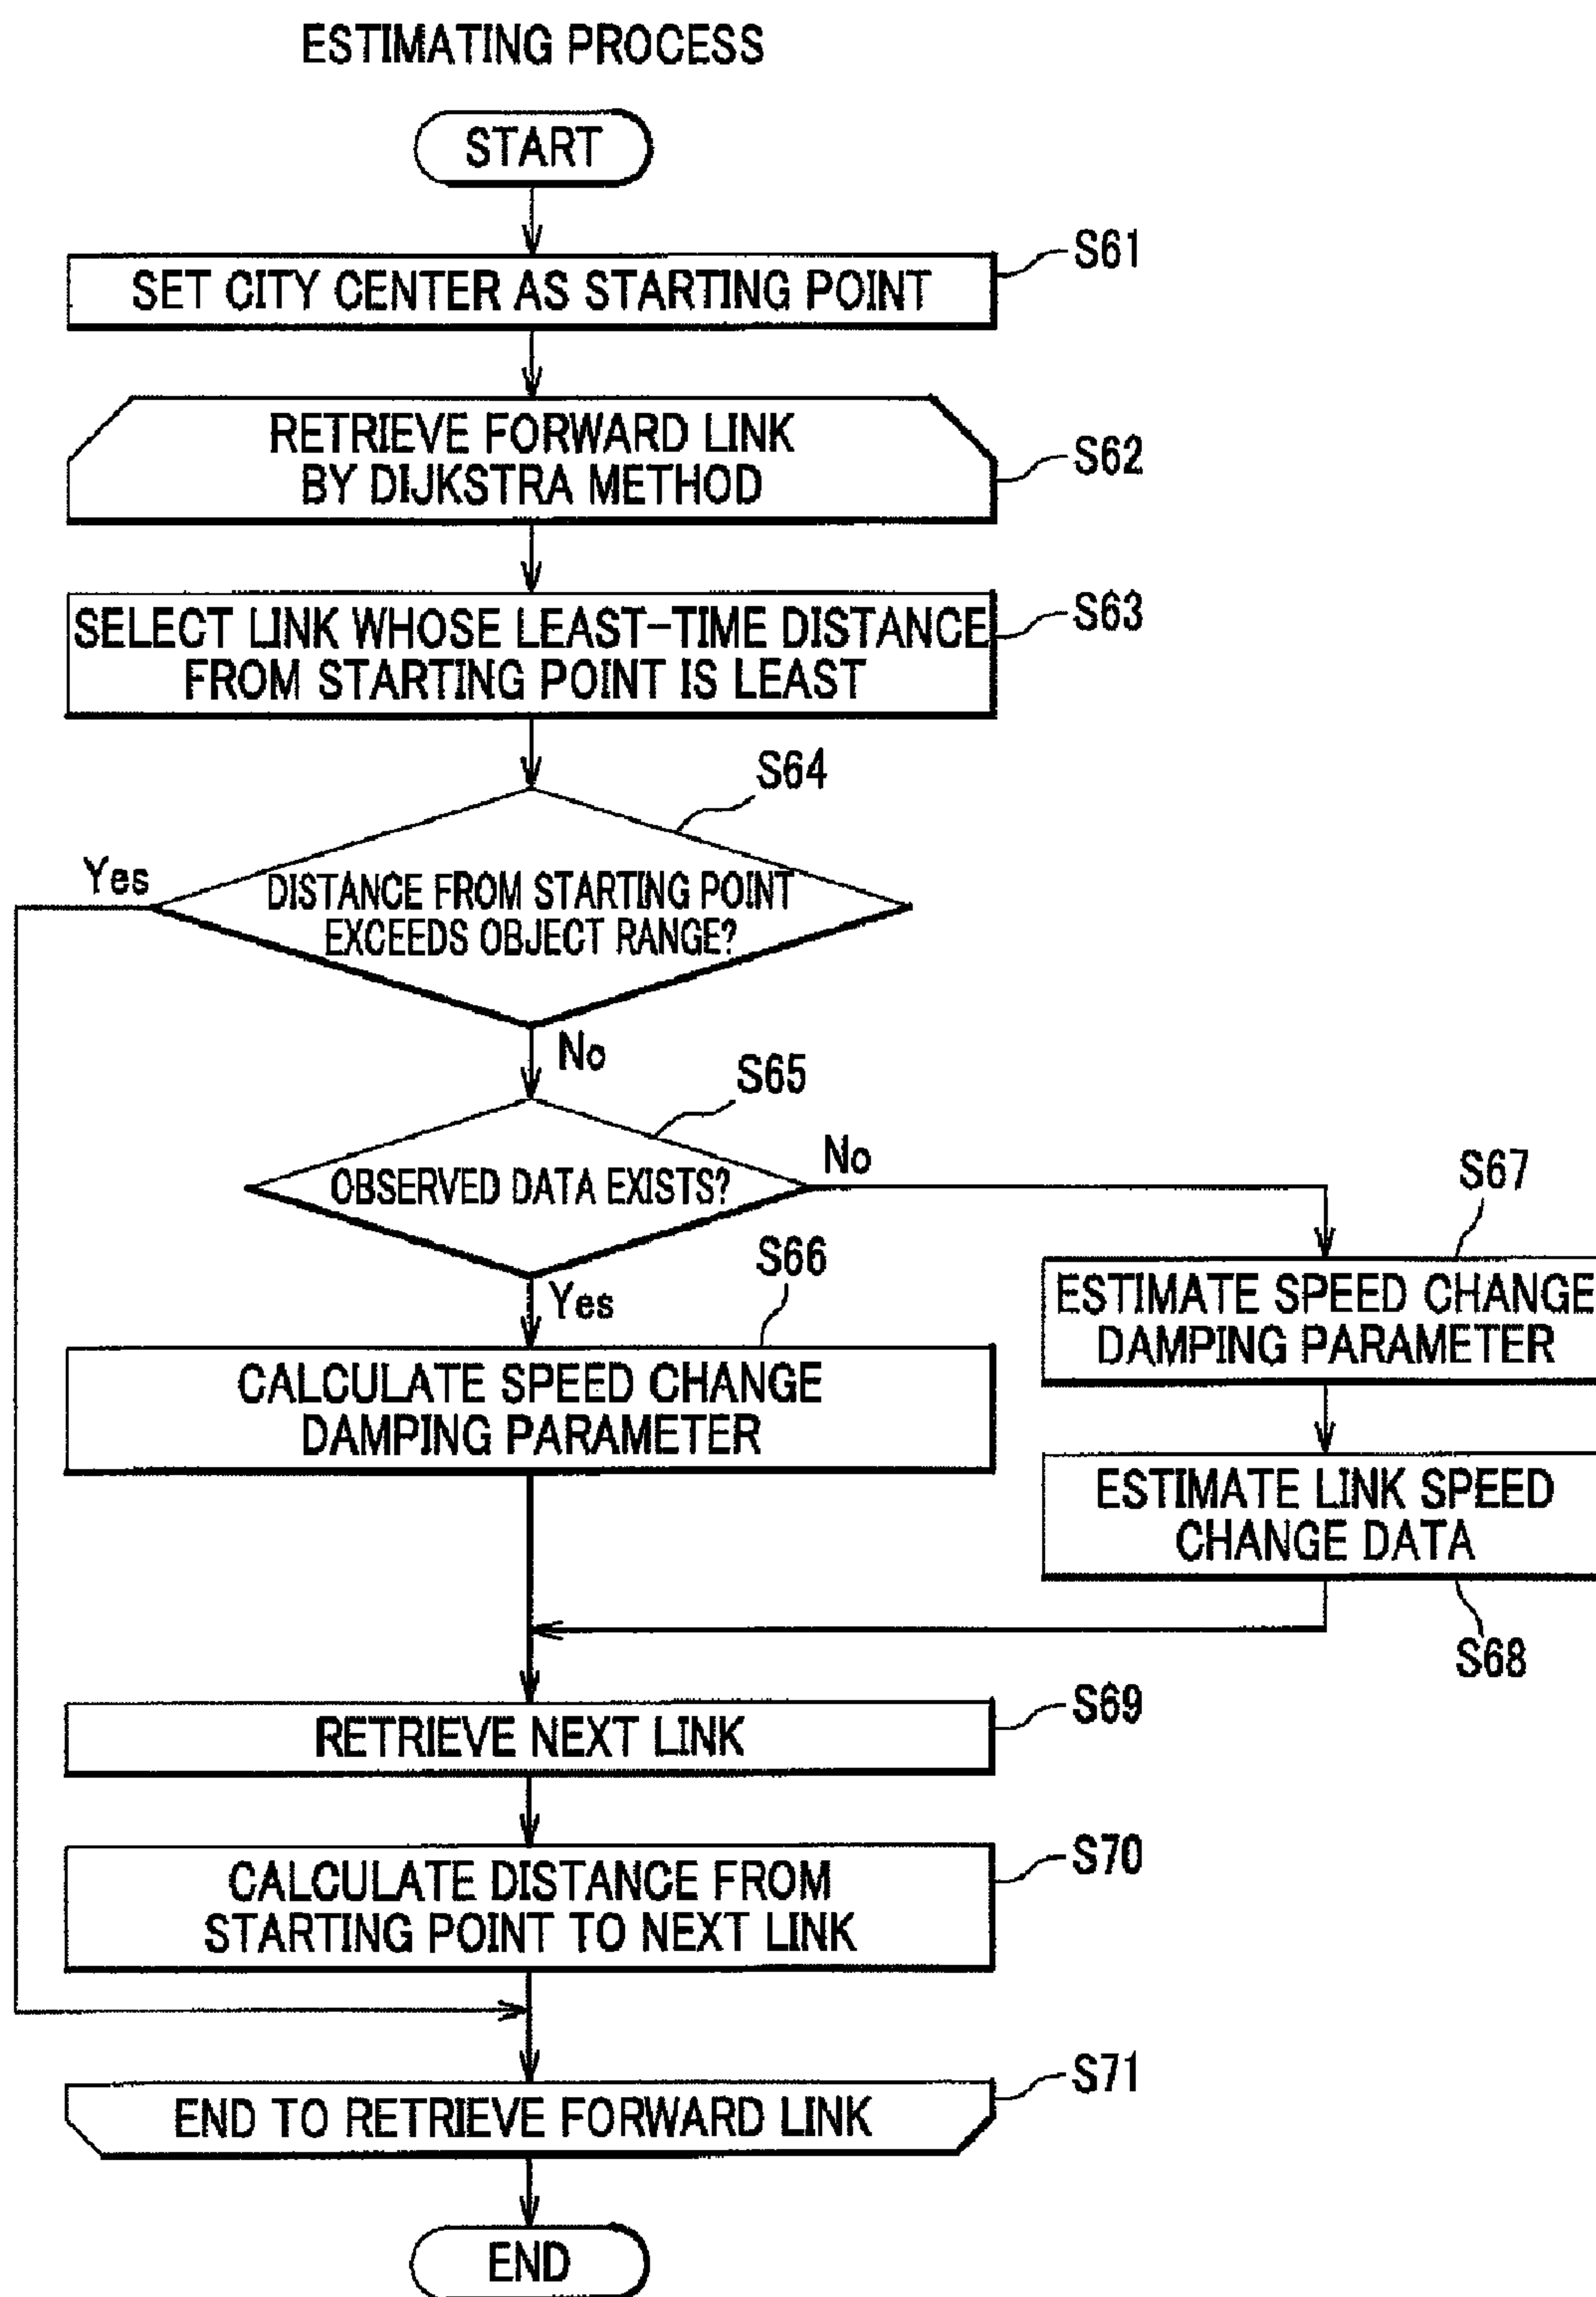 ESTIMATING PROCESS
START
SET CITY CENTER AS STARTING POINT
S61
RETRIEVE FORWARD LINK
BY DIJKSTRA METHOD
S62
SELECT LINK WHOSE LEAST-TIME DISTANCE
FROM STARTING POINT IS LEAST
S63
S64
Yes
DISTANCE FROM STARTING POINT
EXCEEDS OBJECT RANGE?
No
S65
OBSERVED DATA EXISTS?
No
Yes
S66
CALCULATE SPEED CHANGE
DAMPING PARAMETER
S67
ESTIMATE SPEED CHANGE
DAMPING PARAMETER
ESTIMATE LINK SPEED
CHANGE DATA
S68
RETRIEVE NEXT LINK
S69
CALCULATE DISTANCE FROM
STARTING POINT TO NEXT LINK
S70
END TO RETRIEVE FORWARD LINK
S71
END